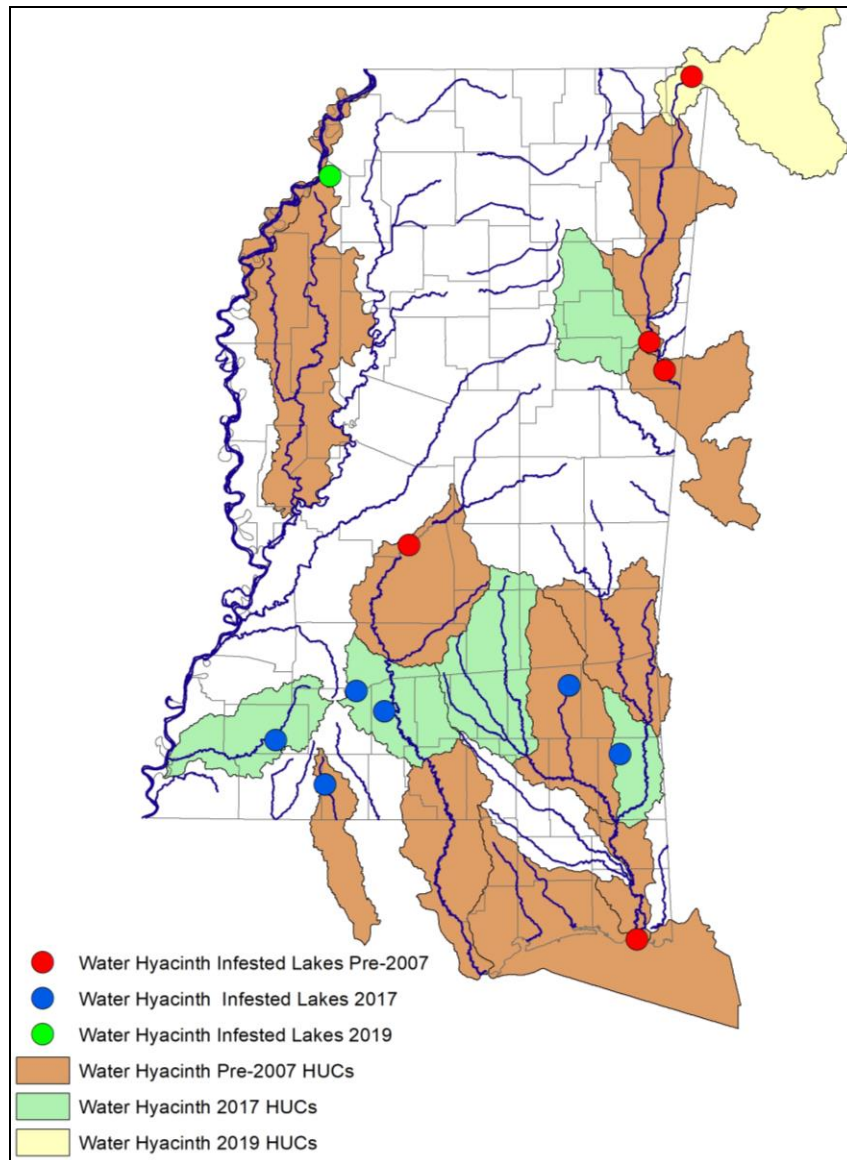 Water Hyacinth Infested Lakes Pre-2007
Water Hyacinth Infested Lakes 2017
Water Hyacinth Infested Lakes 2019
Water Hyacinth Pre-2007 HUCs
Water Hyacinth 2017 HUCs
Water Hyacinth 2019 HUCs